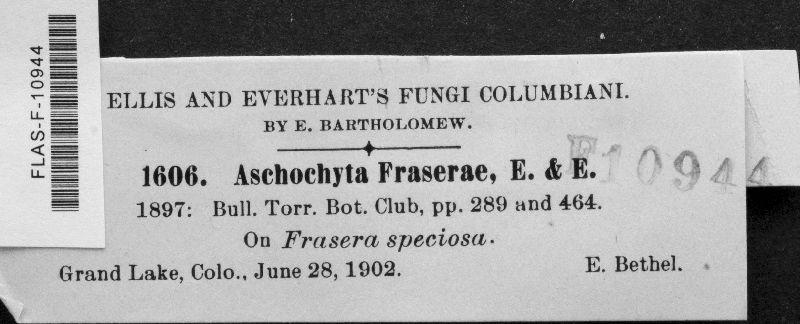 FLAS-F-10944
ELLIS AND EVERHART'S FUNGI COLUMBIANI.
BY E. BARTHOLOMEW.
1606. Aschochyta Fraserae, E. & E.
F10944
1897: Bull. Torr. Bot. Club, pp. 289 and 464.
On Frasera speciosa.
Grand Lake, Colo., June 28, 1902. E. Bethel.